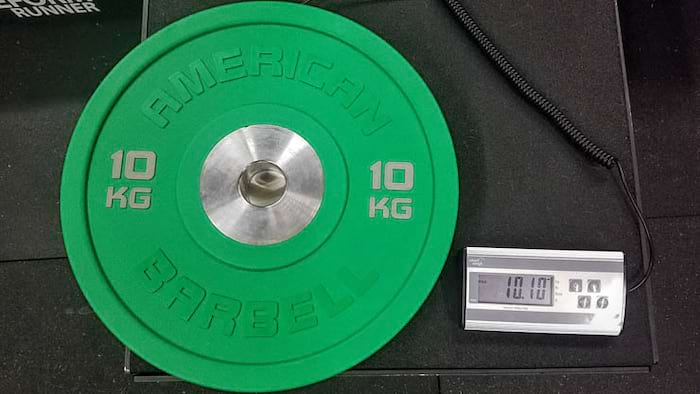 RUNNER
AMERICAN
10
KG
10
KG
BARBELL
10.10